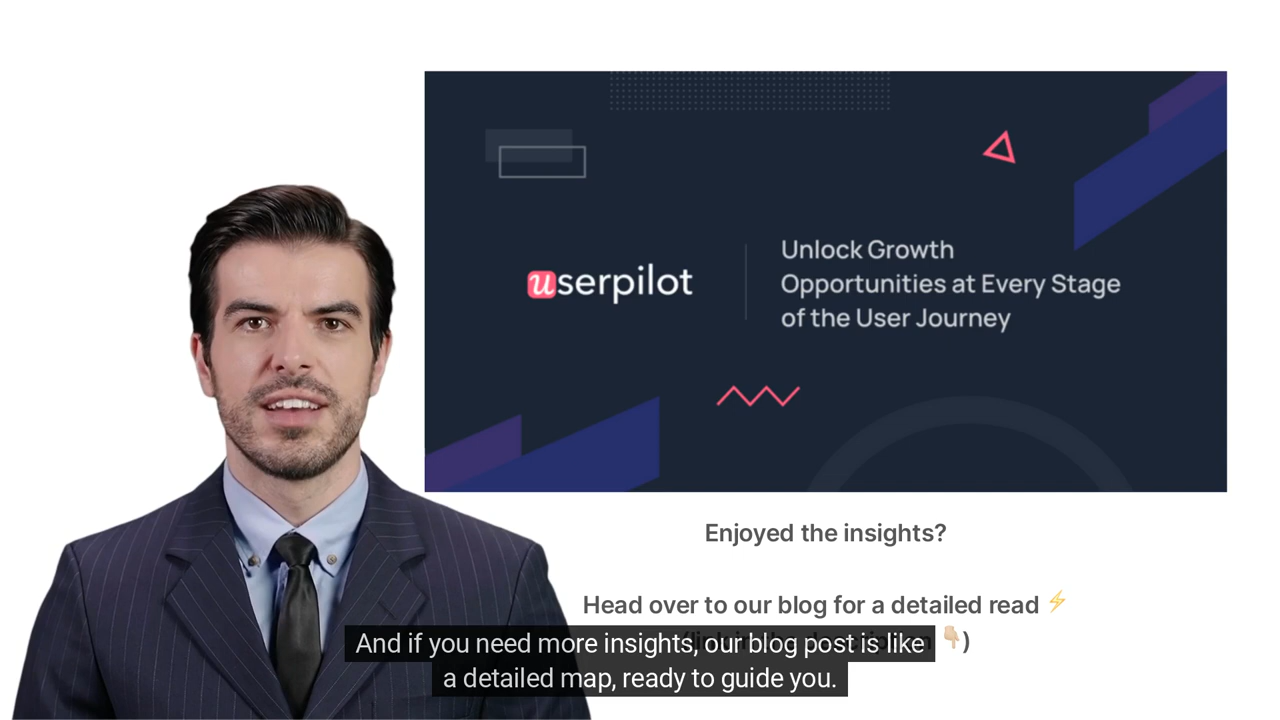 userpilot
Unlock Growth
Opportunities at Every Stage
of the User Journey
Enjoyed the insights?
Head over to our blog for a detailed read ⚡
👇🏼)
And if you need more insights, our blog post is like
a detailed map, ready to guide you.